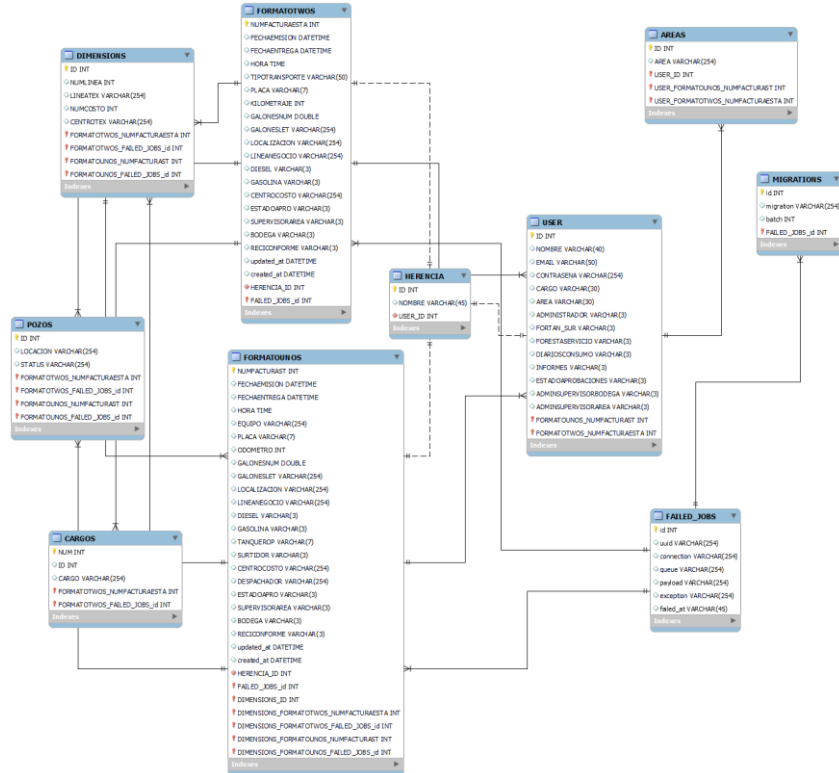 FORMATOTWOS
NUMFACTURAESTA INT
FECHAEMISION DATETIME
FECHAENTREGA DATETIME
HORA TIME
TIPOTRANSPORTE VARCHAR(50)
PLACA VARCHAR(7)
KILOMETRAJE INT
GALONESNUM DOUBLE
GALONESLET VARCHAR(254)
LOCALIZACION VARCHAR(254)
LINEANEGOCIO VARCHAR(254)
DIESEL VARCHAR(3)
GASOLINA VARCHAR(3)
CENTROCOSTO VARCHAR(254)
ESTADOAPRO VARCHAR(3)
SUPERVISORAREA VARCHAR(3)
BODEGA VARCHAR(3)
RECICONFORME VARCHAR(3)
updated_at DATETIME
created_at DATETIME
HERENCIA_ID INT
FAILED_JOBS_id INT
Indexes
DIMENSIONS
ID INT
NUMLINEA INT
LINEATEX VARCHAR(254)
NUMCOSTO INT
CENTROTEX VARCHAR(254)
FORMATOTWOS_NUMFACTURAESTA INT
FORMATOTWOS_FAILED_JOBS_id INT
FORMATOUNOS_NUMFACTURAST INT
FORMATOUNOS_FAILED_JOBS_id INT
Indexes
AREAS
ID INT
AREA VARCHAR(254)
USER_ID INT
USER_FORMATOUNOS_NUMFACTURAST INT
USER_FORMATOTWOS_NUMFACTURAESTA INT
Indexes
MIGRATIONS
id INT
migration VARCHAR(254)
batch INT
FAILED_JOBS_id INT
Indexes
USER
ID INT
NOMBRE VARCHAR(40)
EMAIL VARCHAR(50)
CONTRASENA VARCHAR(254)
CARGO VARCHAR(30)
AREA VARCHAR(30)
ADMINISTRADOR VARCHAR(3)
FORTAN_SUR VARCHAR(3)
FORESTASERVICIO VARCHAR(3)
DIARIOSCONSUMO VARCHAR(3)
INFORMES VARCHAR(3)
ESTADOAPROBACIONES VARCHAR(3)
ADMINSUPERVISORBODEGA VARCHAR(3)
ADMINSUPERVISORAREA VARCHAR(3)
FORMATOUNOS_NUMFACTURAST INT
FORMATOTWOS_NUMFACTURAESTA INT
Indexes
HERENCIA
ID INT
NOMBRE VARCHAR(45)
USER_ID INT
Indexes
POZOS
ID INT
LOCACION VARCHAR(254)
STATUS VARCHAR(254)
FORMATOTWOS_NUMFACTURAESTA INT
FORMATOTWOS_FAILED_JOBS_id INT
FORMATOUNOS_NUMFACTURAST INT
FORMATOUNOS_FAILED_JOBS_id INT
Indexes
FORMATOUNOS
NUMFACTURAST INT
FECHAEMISION DATETIME
FECHAENTREGA DATETIME
HORA TIME
EQUIPO VARCHAR(254)
PLACA VARCHAR(7)
ODOMETRO INT
GALONESNUM DOUBLE
GALONESLET VARCHAR(254)
LOCALIZACION VARCHAR(254)
LINEANEGOCIO VARCHAR(254)
DIESEL VARCHAR(3)
GASOLINA VARCHAR(3)
TANQUEROP VARCHAR(7)
SURTIDOR VARCHAR(3)
CENTROCOSTO VARCHAR(254)
DESPACHADOR VARCHAR(254)
ESTADOAPRO VARCHAR(3)
SUPERVISORAREA VARCHAR(3)
BODEGA VARCHAR(3)
RECICONFORME VARCHAR(3)
updated_at DATETIME
created_at DATETIME
HERENCIA_ID INT
FAILED_JOBS_id INT
DIMENSIONS_ID INT
DIMENSIONS_FORMATOTWOS_NUMFACTURAESTA INT
DIMENSIONS_FORMATOTWOS_FAILED_JOBS_id INT
DIMENSIONS_FORMATOUNOS_NUMFACTURAST INT
DIMENSIONS_FORMATOUNOS_FAILED_JOBS_id INT
Indexes
CARGOS
NUM INT
ID INT
CARGO VARCHAR(254)
FORMATOTWOS_NUMFACTURAESTA INT
FORMATOTWOS_FAILED_JOBS_id INT
Indexes
FAILED_JOBS
id INT
uuid VARCHAR(254)
connection VARCHAR(254)
queue VARCHAR(254)
payload VARCHAR(254)
exception VARCHAR(254)
failed_at VARCHAR(45)
Indexes